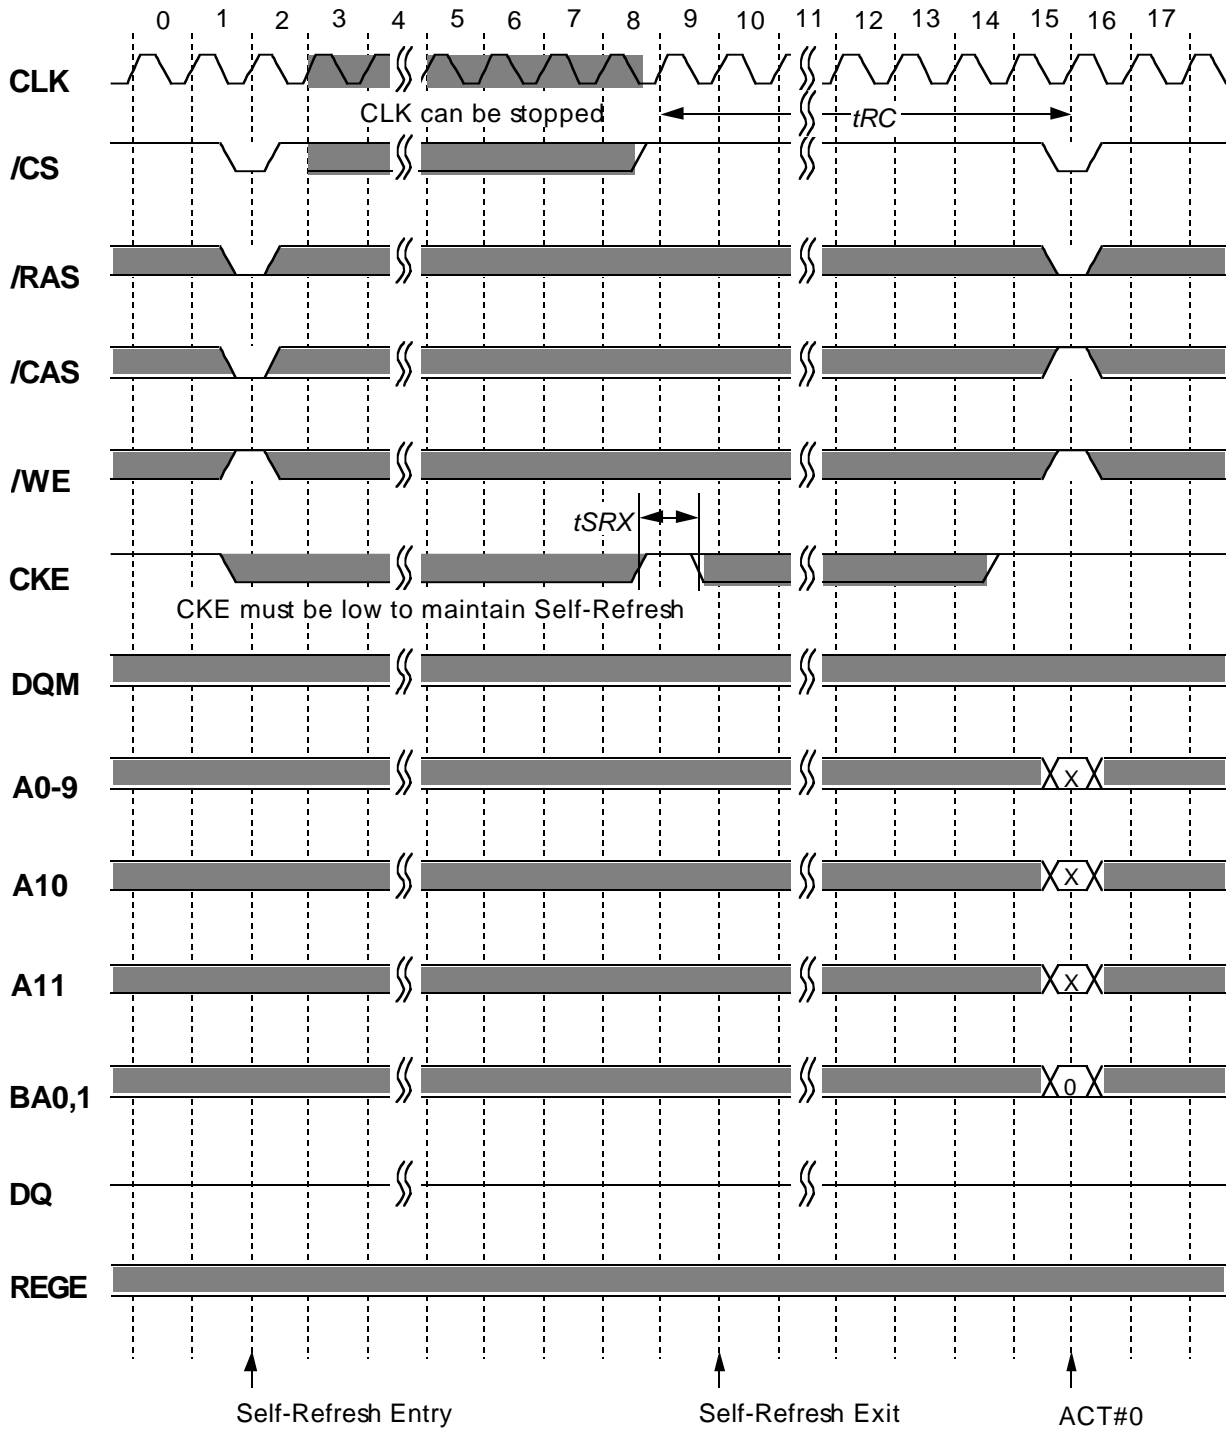 0 1 2 3 4 5 6 7 8 9 10 11 12 13 14 15 16 17
CLK
CLK can be stopped
tRC
/CS
/RAS
/CAS
/WE
tSRX
CKE
CKE must be low to maintain Self-Refresh
DQM
A0-9
X
A10
X
A11
X
BA0,1
0
DQ
REGE
Self-Refresh Entry
Self-Refresh Exit
ACT#0